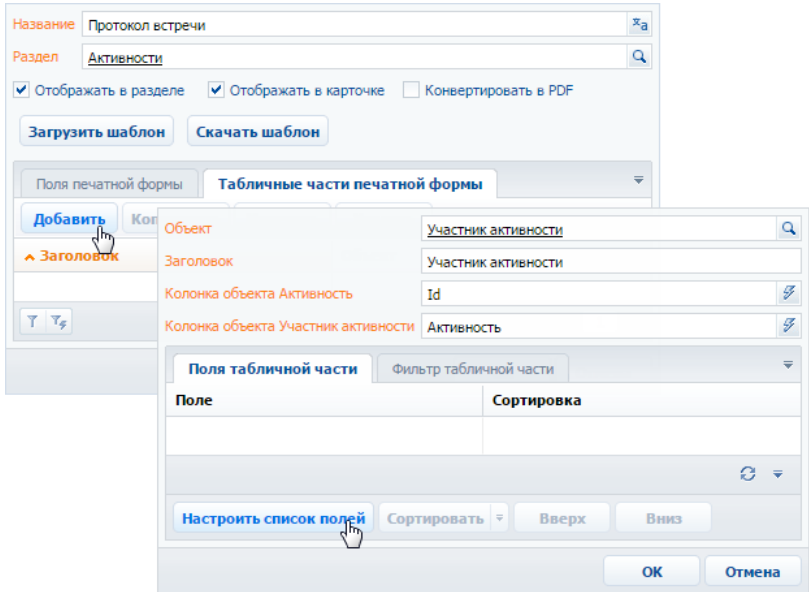 Название Протокол встречи
Раздел Активности
Отображать в разделе Отображать в карточке Конвертировать в PDF
Загрузить шаблон Скачать шаблон
Поля печатной формы Табличные части печатной формы
Добавить
Заголовок
Объект Участник активности
Заголовок Участник активности
Колонка объекта Активность Id
Колонка объекта Участник активности Активность
Поля табличной части Фильтр табличной части
Поле Сортировка
Настроить список полей Сортировать Вверх Вниз
OK Отмена